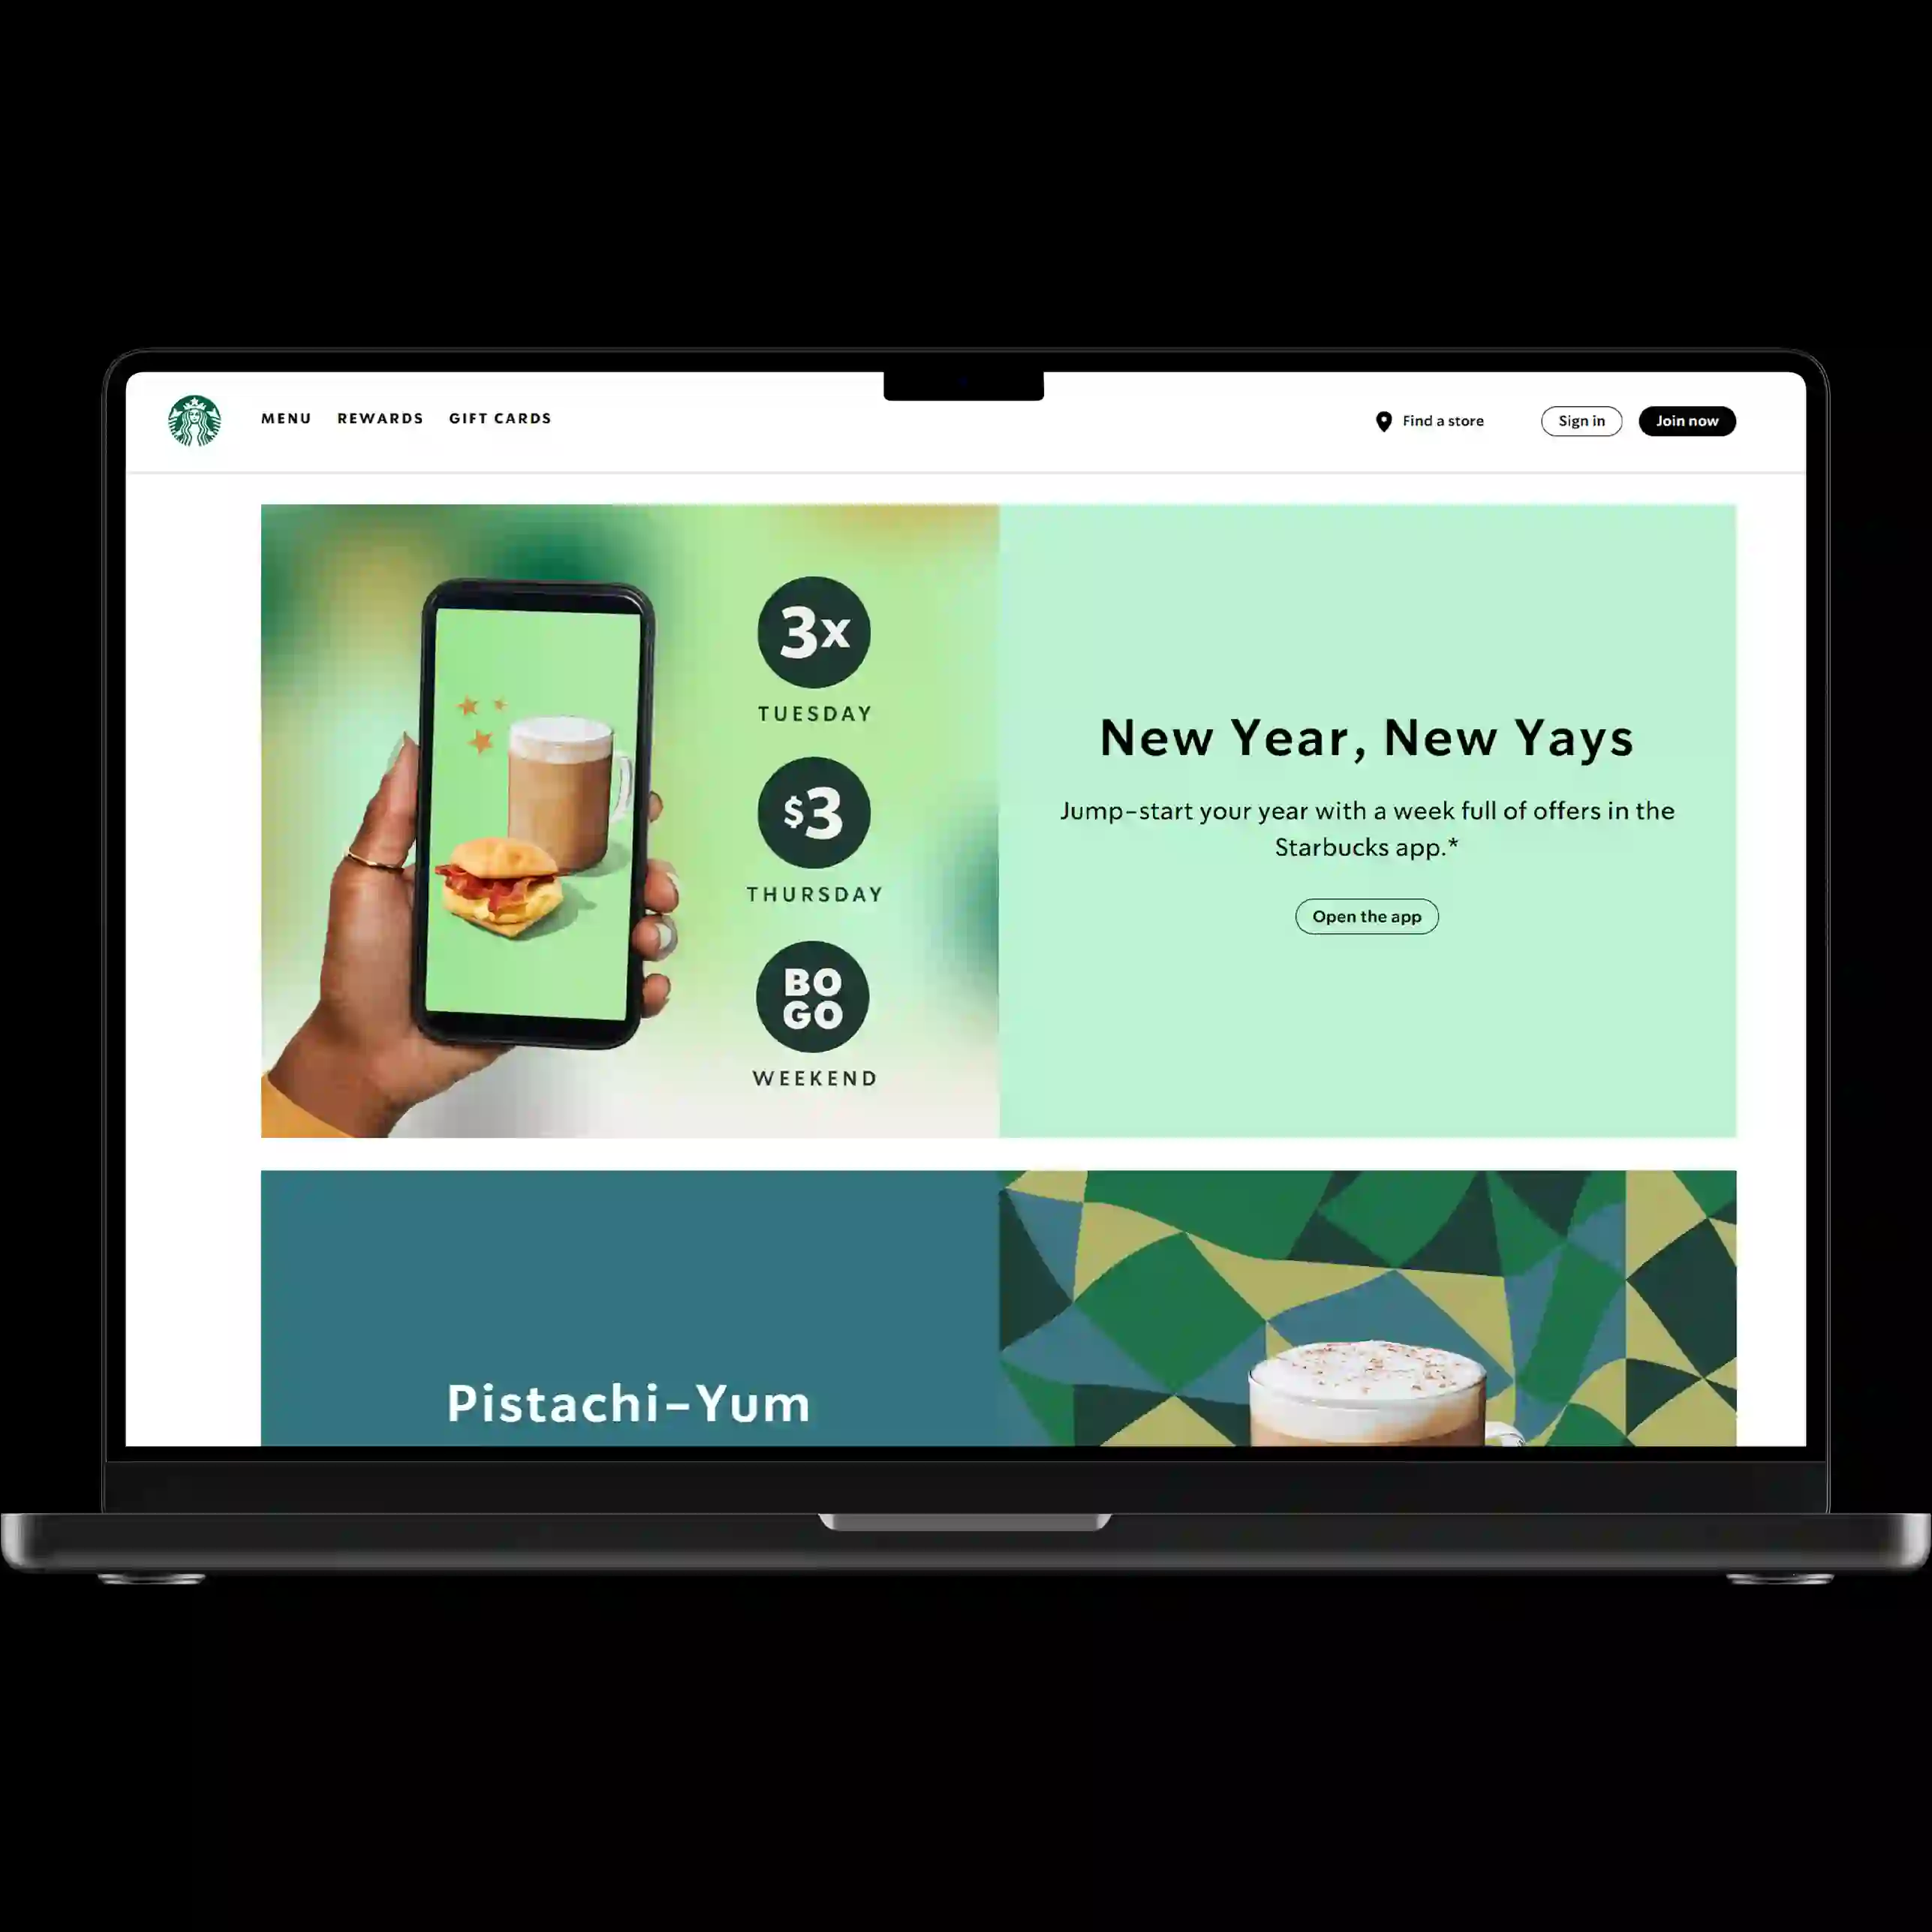 MENU REWARDS GIFT CARDS Find a store Sign in Join now
3x
TUESDAY
$3
THURSDAY
BO
GO
WEEKEND
New Year, New Yays
Jump-start your year with a week full of offers in the
Starbucks app.*
Open the app
Pistachi-Yum